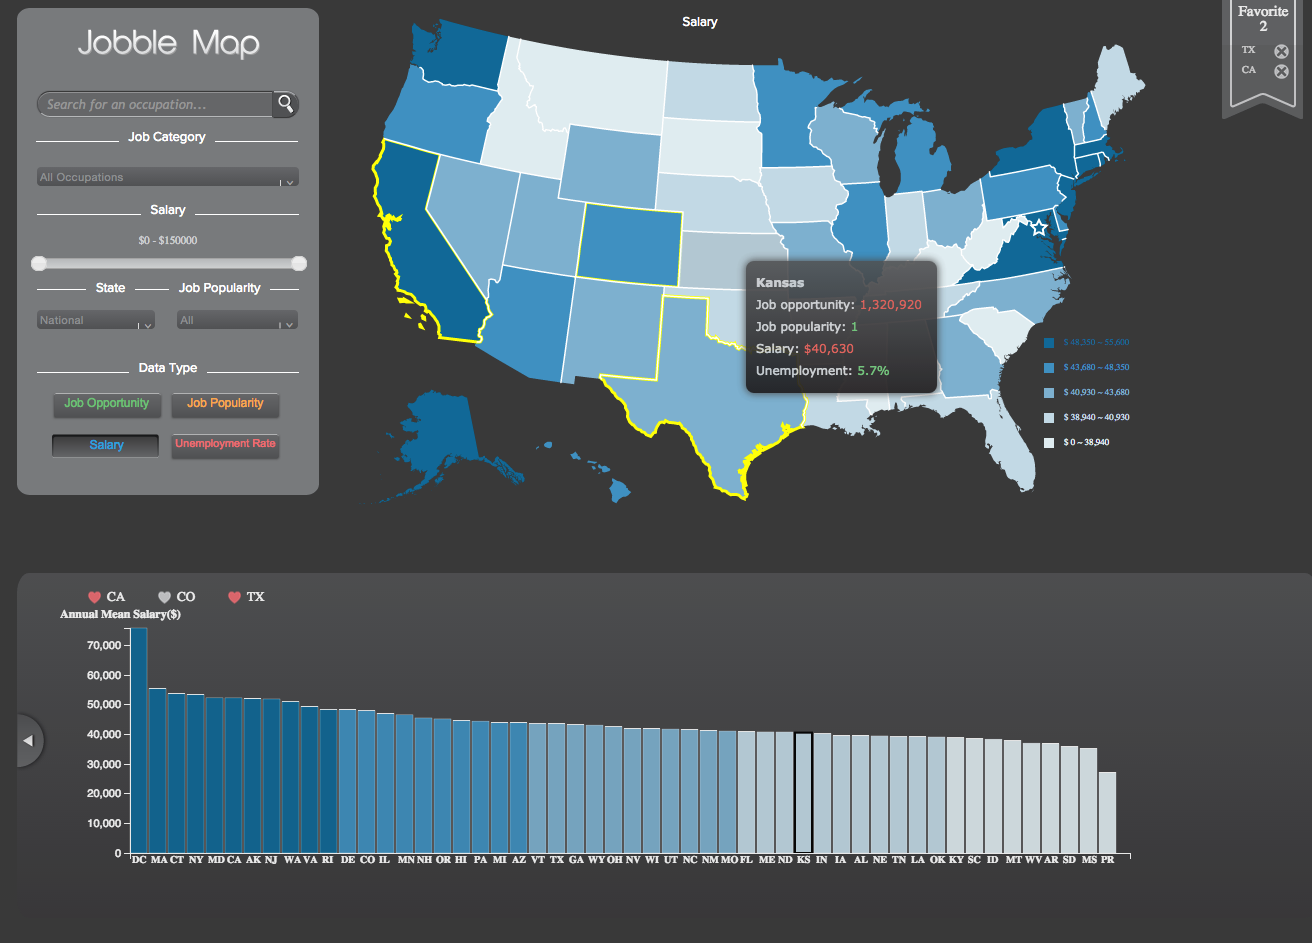 Jobble Map
Search for an occupation...
Job Category
All Occupations
Salary
$0 - $150000
State
Job Popularity
National
All
Data Type
Job Opportunity
Job Popularity
Salary
Unemployment Rate
Salary
Favorite
2
TX
CA
Kansas
Job opportunity: 1,320,920
Job popularity: 1
Salary: $40,630
Unemployment: 5.7%
$ 48,350 ~ 55,600
$ 43,680 ~ 48,350
$ 40,930 ~ 43,680
$ 38,940 ~ 40,930
$ 0 ~ 38,940
CA CO TX
Annual Mean Salary($)
70,000
60,000
50,000
40,000
30,000
20,000
10,000
0
DC MA CT NY MD CA AK NJ WA VA RI DE CO IL MN NH OR HI PA MI AZ VT TX GA WY OH NV WI UT NC NM MO FL ME ND KS IN IA AL NE TN LA OK KY SC ID MT WV AR SD MS PR